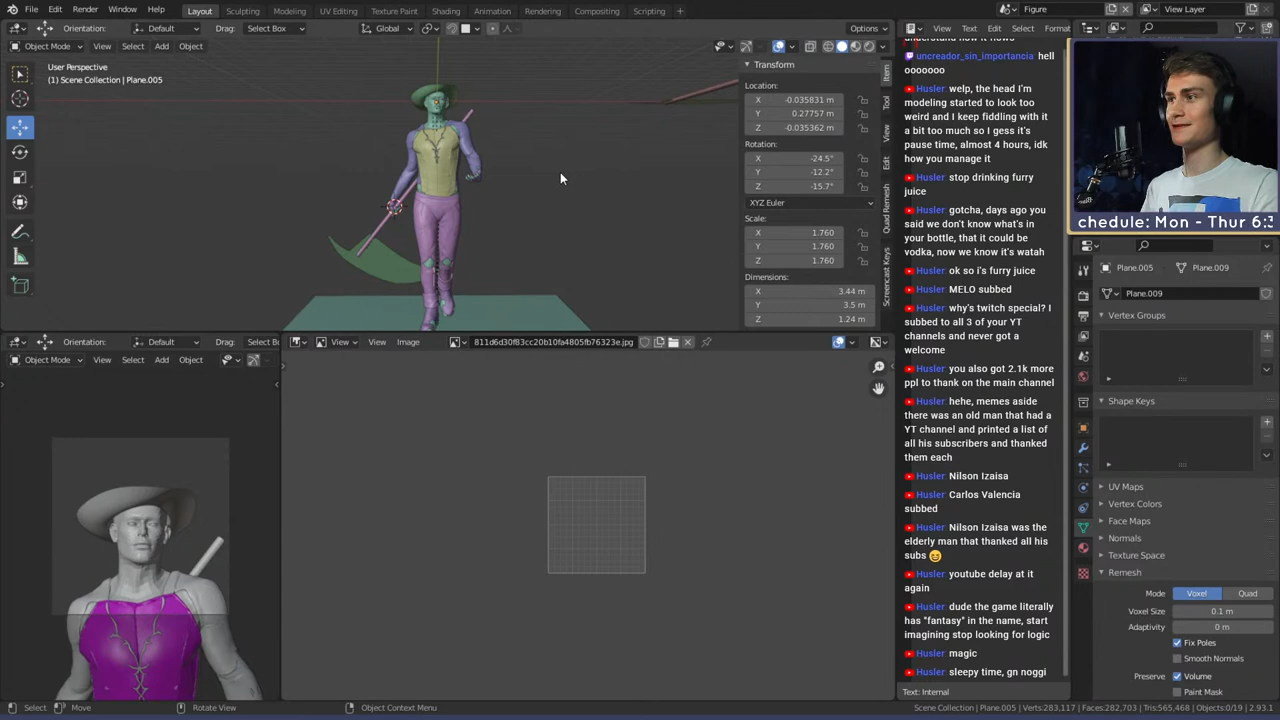 File Edit Render Window Help
Layout Sculpting Modeling UV Editing Texture Paint Shading Animation Rendering Compositing Scripting
Figure
View Layer
Orientation: Default Drag: Select Box Global Options
Object Mode View Select Add Object
User Perspective
(1) Scene Collection | Plane.005
Transform
Location:
X -0.035831 m
Y 0.27757 m
Z -0.035362 m
Rotation:
X -24.5°
Y -12.2°
Z -15.7°
XYZ Euler
Scale:
X 1.760
Y 1.760
Z 1.760
Dimensions:
X 3.44 m
Y 3.5 m
Z 1.24 m
Item
Tool
View
Edit
Quad Remesh
Screencast Keys
Orientation: Default Drag: Select Bo
Object Mode View Select Add Object
View View Image 811d6d30f83cc20b10fa4805fb76323e.jpg
View Text Edit Select Format
uncreador_sin_importancia hell
ooooooo
Husler welp, the head I'm
modeling started to look too
weird and I keep fiddling with it
a bit too much so I gess it's
pause time, almost 4 hours, idk
how you manage it
Husler stop drinking furry
juice
Husler gotcha, days ago you
said we don't know what's in
your bottle, that it could be
vodka, now we know it's watah
Husler ok so i's furry juice
Husler MELO subbed
Husler why's twitch special? I
subbed to all 3 of your YT
channels and never got a
welcome
Husler you also got 2.1k more
ppl to thank on the main channel
Husler hehe, memes aside
there was an old man that had a
YT channel and printed a list of
all his subscribers and thanked
them each
Husler Nilson Izaisa
Husler Carlos Valencia
subbed
Husler Nilson Izaisa was the
elderly man that thanked all his
subs 😄
Husler youtube delay at it
again
Husler dude the game literally
has "fantasy" in the name, start
imagining stop looking for logic
Husler magic
Husler sleepy time, gn noggi
Text: Internal
chedule: Mon - Thur 6:3
Plane.005 Plane.009
Plane.009
Vertex Groups
Shape Keys
UV Maps
Vertex Colors
Face Maps
Normals
Texture Space
Remesh
Mode Voxel Quad
Voxel Size 0.1 m
Adaptivity 0 m
Fix Poles
Smooth Normals
Preserve Volume
Paint Mask
Select Move Rotate View Object Context Menu
Scene Collection | Plane.005 | Verts:283,117 | Faces:282,703 | Tris:565,468 | Objects:0/19 | 2.93.1